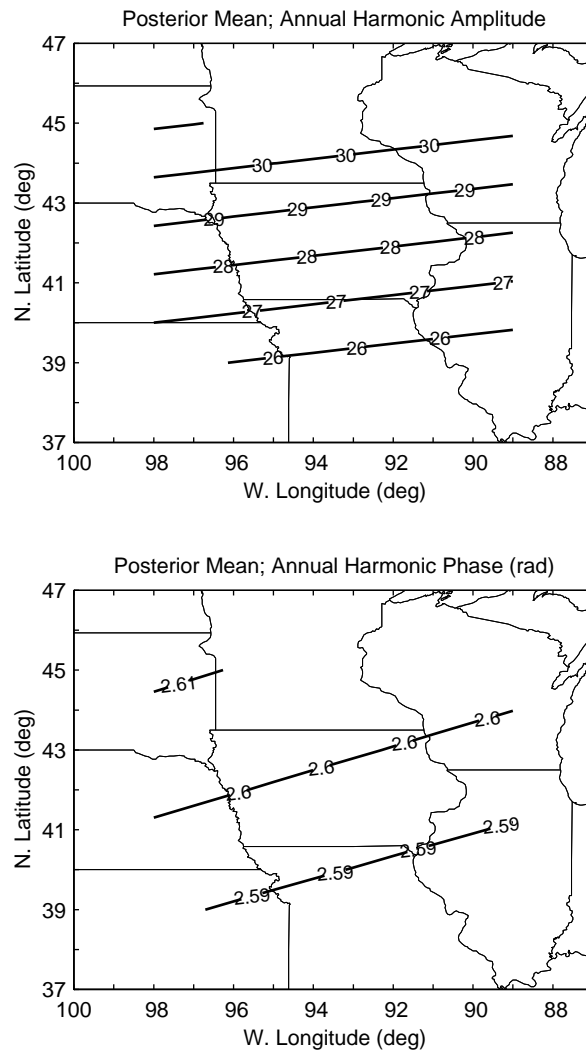 Posterior Mean; Annual Harmonic Amplitude
47
45
43
41
39
37
N. Latitude (deg)
30 30 30
29 29 29 29
28 28 28 28
27 27 27 27
26 26 26
100 98 96 94 92 90 88
W. Longitude (deg)
Posterior Mean; Annual Harmonic Phase (rad)
47
45
43
41
39
37
N. Latitude (deg)
2.61
2.6 2.6 2.6 2.6
2.59 2.59 2.59 2.59
100 98 96 94 92 90 88
W. Longitude (deg)